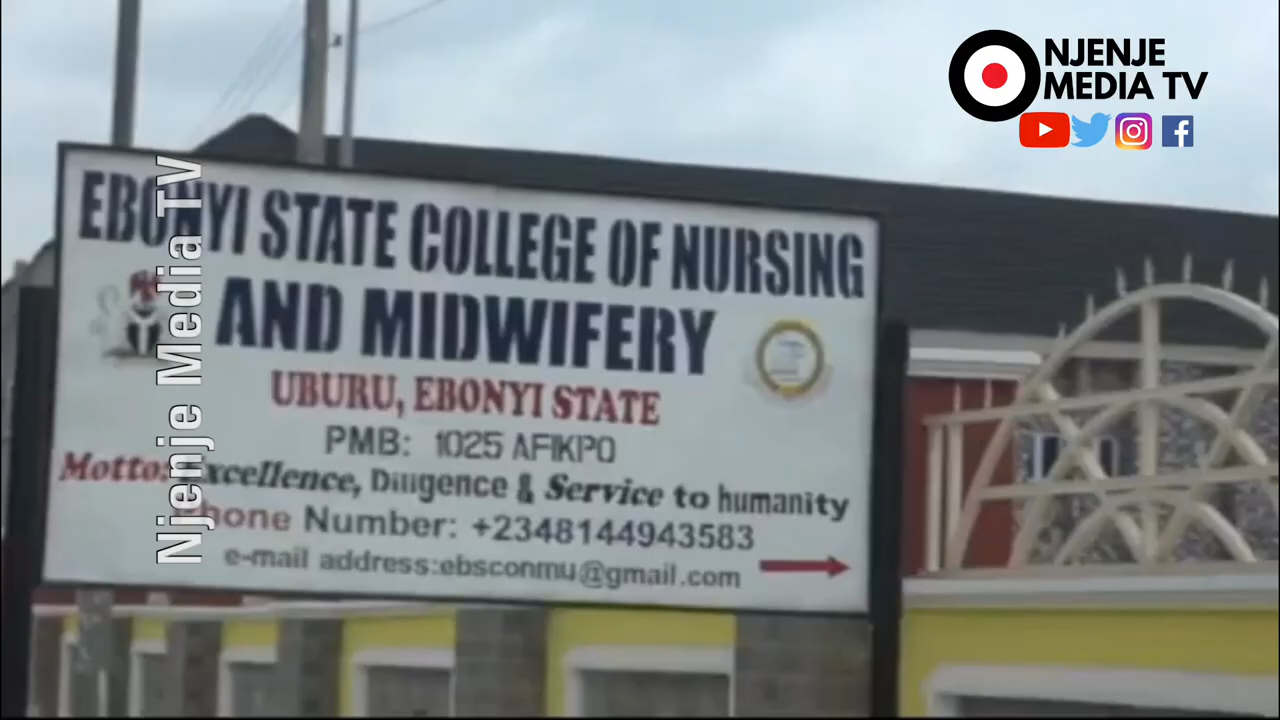 NJENJE
MEDIA TV
EBONYI STATE COLLEGE OF NURSING
AND MIDWIFERY
UBURU, EBONYI STATE
PMB: 1025 AFIKPO
Motto: Excellence, Diligence & Service to humanity
Phone Number: +2348144943583
e-mail address:ebsconmu@gmail.com
Njenje Media TV